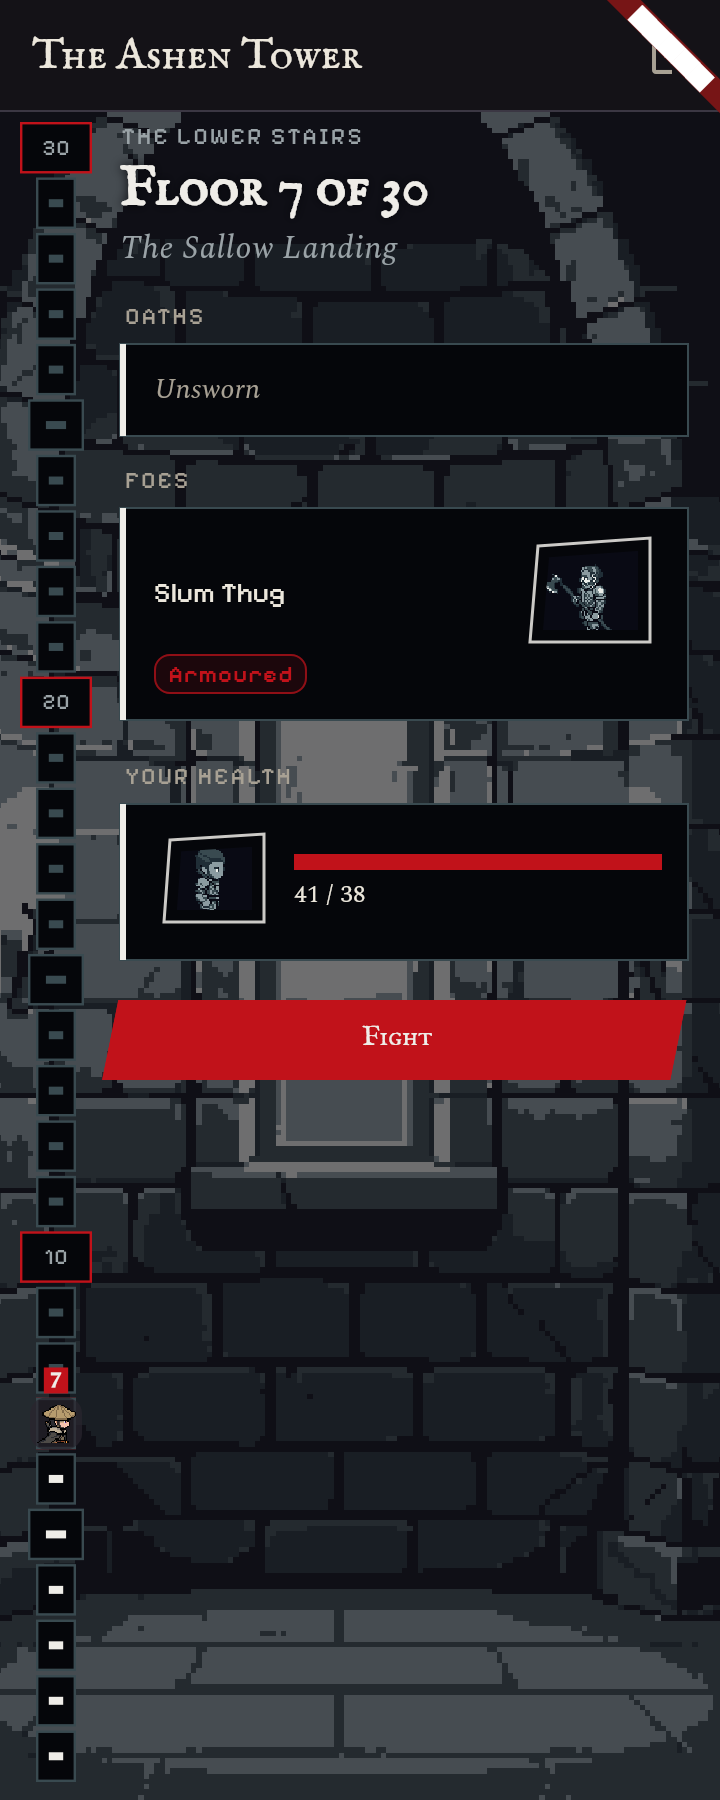 The Ashen Tower
30
THE LOWER STAIRS
Floor 7 of 30
The Sallow Landing
OATHS
Unsworn
FOES
Slum Thug
Armoured
20
YOUR HEALTH
41 / 38
Fight
10
7